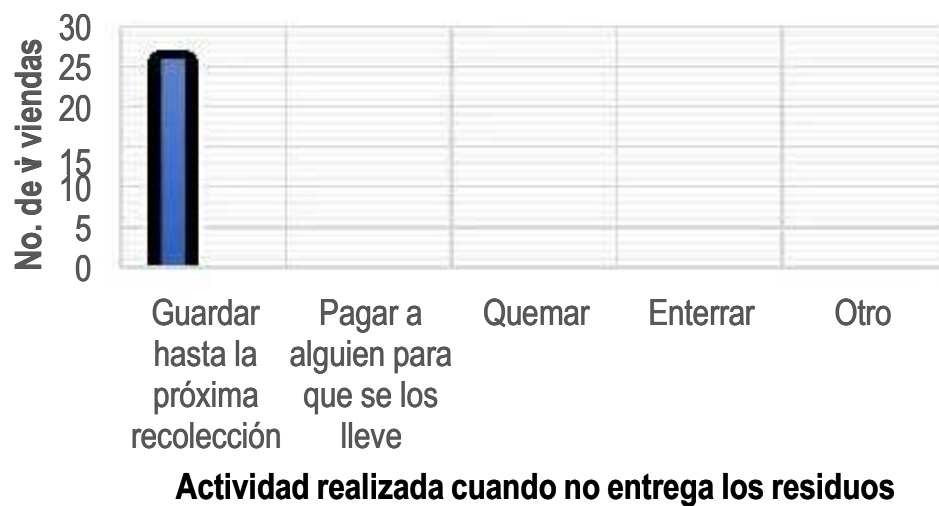 30
25
20
15
10
5
0
No. de vi viendas
Guardar hasta la próxima recolección
Pagar a alguien para que se los lleve
Quemar
Enterrar
Otro
Actividad realizada cuando no entrega los residuos